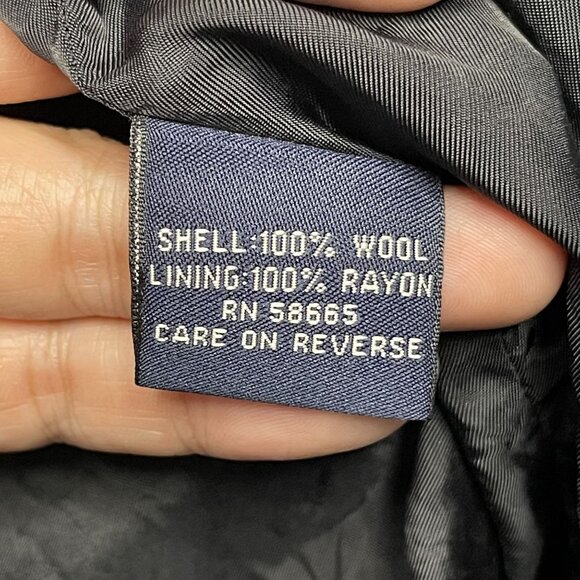 SHELL:100% WOOL
LINING:100% RAYON
RN 58665
CARE ON REVERSE